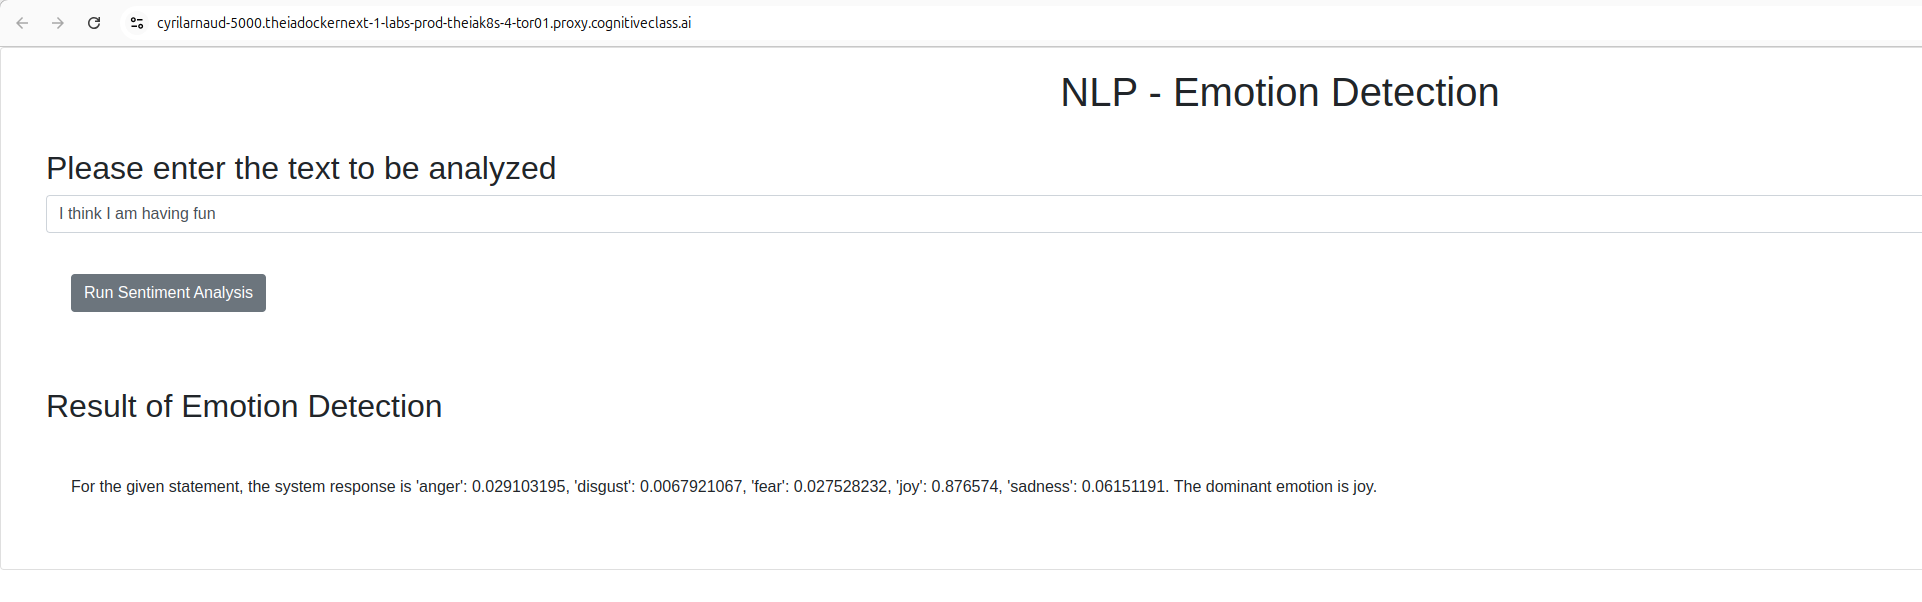 cyrilarnaud-5000.theiadockernext-1-labs-prod-theiak8s-4-tor01.proxy.cognitiveclass.ai
NLP - Emotion Detection
Please enter the text to be analyzed
I think I am having fun
Run Sentiment Analysis
Result of Emotion Detection
For the given statement, the system response is 'anger': 0.029103195, 'disgust': 0.0067921067, 'fear': 0.027528232, 'joy': 0.876574, 'sadness': 0.06151191. The dominant emotion is joy.